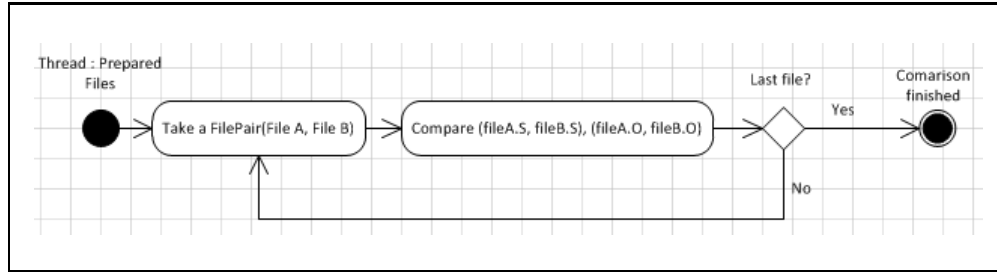 Thread : Prepared
Files
Take a FilePair(File A, File B)
Compare (fileA.S, fileB.S), (fileA.O, fileB.O)
Last file?
Yes
No
Comarison
finished